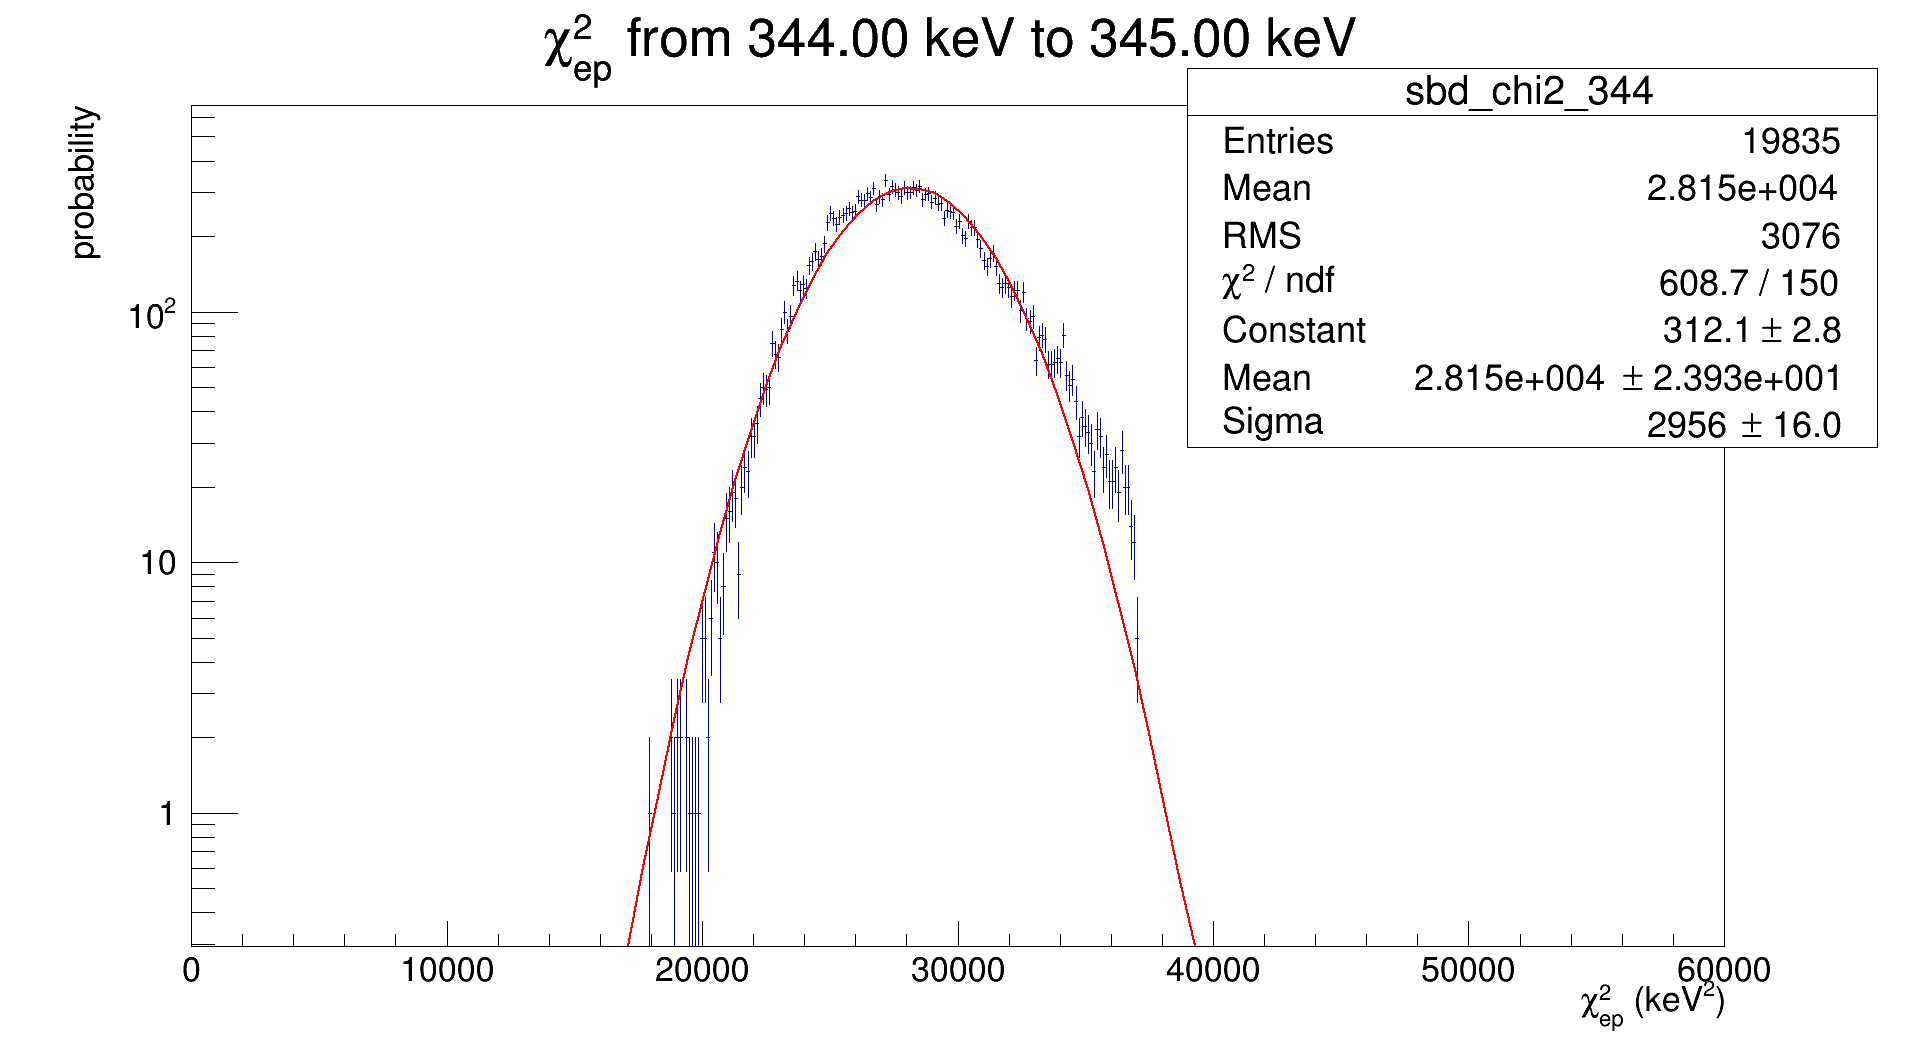 χ²ep from 344.00 keV to 345.00 keV
sbd_chi2_344
Entries 19835
Mean 2.815e+004
RMS 3076
χ² / ndf 608.7 / 150
Constant 312.1 ± 2.8
Mean 2.815e+004 ± 2.393e+001
Sigma 2956 ± 16.0
probability
10²
10
1
0 10000 20000 30000 40000 50000 60000
χ²ep (keV²)